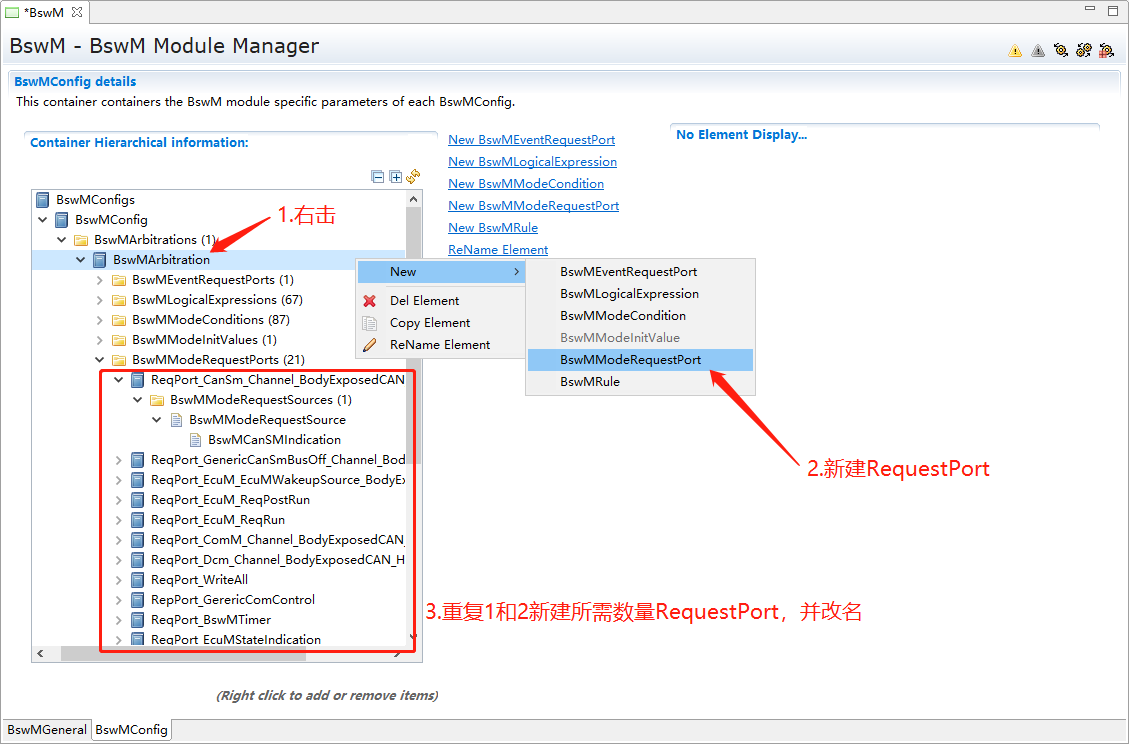 *BswM
BswM - BswM Module Manager
BswMConfig details
This container containers the BswM module specific parameters of each BswMConfig.
Container Hierarchical information:
BswMConfigs
BswMConfig
BswMArbitrations (1)
BswMArbitration
BswMEventRequestPorts (1)
BswMLogicalExpressions (67)
BswMModeConditions (87)
BswMModeInitValues (1)
BswMModeRequestPorts (21)
ReqPort_CanSm_Channel_BodyExposedCAN
BswMModeRequestSources (1)
BswMModeRequestSource
BswMCanSMIndication
ReqPort_GenericCanSmBusOff_Channel_Bod
ReqPort_EcuM_EcuMWakeupSource_BodyEx
ReqPort_EcuM_ReqPostRun
ReqPort_EcuM_ReqRun
ReqPort_ComM_Channel_BodyExposedCAN_
ReqPort_Dcm_Channel_BodyExposedCAN_H
ReqPort_WriteAll
RepPort_GerericComControl
ReqPort_BswMTimer
ReqPort_EcuMStateIndication
(Right click to add or remove items)
New BswMEventRequestPort
New BswMLogicalExpression
New BswMModeCondition
New BswMModeRequestPort
New BswMRule
ReName Element
No Element Display...
1.右击
New
Del Element
Copy Element
ReName Element
BswMEventRequestPort
BswMLogicalExpression
BswMModeCondition
BswMModeInitValue
BswMModeRequestPort
BswMRule
2.新建RequestPort
3.重复1和2新建所需数量RequestPort，并改名
BswMGeneral
BswMConfig